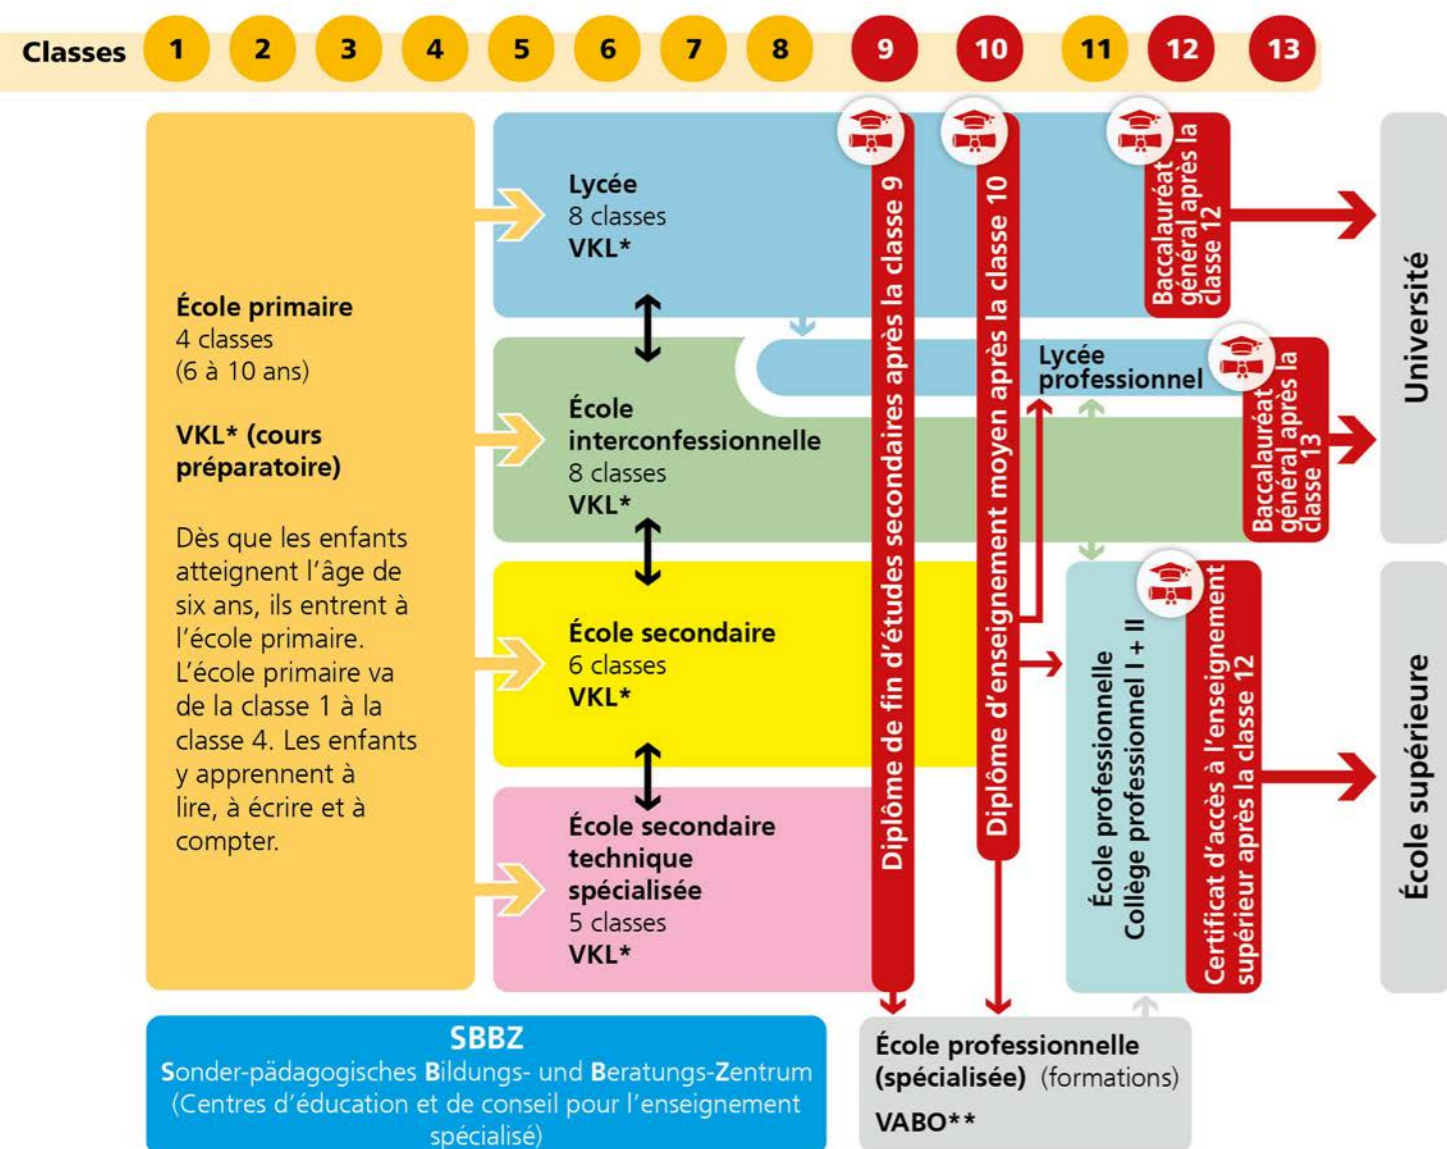 Classes 1 2 3 4 5 6 7 8 9 10 11 12 13
École primaire
4 classes
(6 à 10 ans)
VKL* (cours
préparatoire)
Dès que les enfants
atteignent l’âge de
six ans, ils entrent à
l’école primaire.
L’école primaire va
de la classe 1 à la
classe 4. Les enfants
y apprennent à
lire, à écrire et à
compter.
Lycée
8 classes
VKL*
École
interconfessionnelle
8 classes
VKL*
École secondaire
6 classes
VKL*
École secondaire
technique
spécialisée
5 classes
VKL*
Diplôme de fin d’études secondaires après la classe 9
Diplôme d’enseignement moyen après la classe 10
Baccalauréat
général après la
classe 12
Lycée
professionnel
Baccalauréat
général après la
classe 13
École professionnelle
Collège professionnel I + II
Certificat d’accès à l’enseignement
supérieur après la classe 12
Université
École supérieure
SBBZ
Sonder-pädagogisches Bildungs- und Beratungs-Zentrum
(Centres d’éducation et de conseil pour l’enseignement
spécialisé)
École professionnelle
(spécialisée) (formations)
VABO**